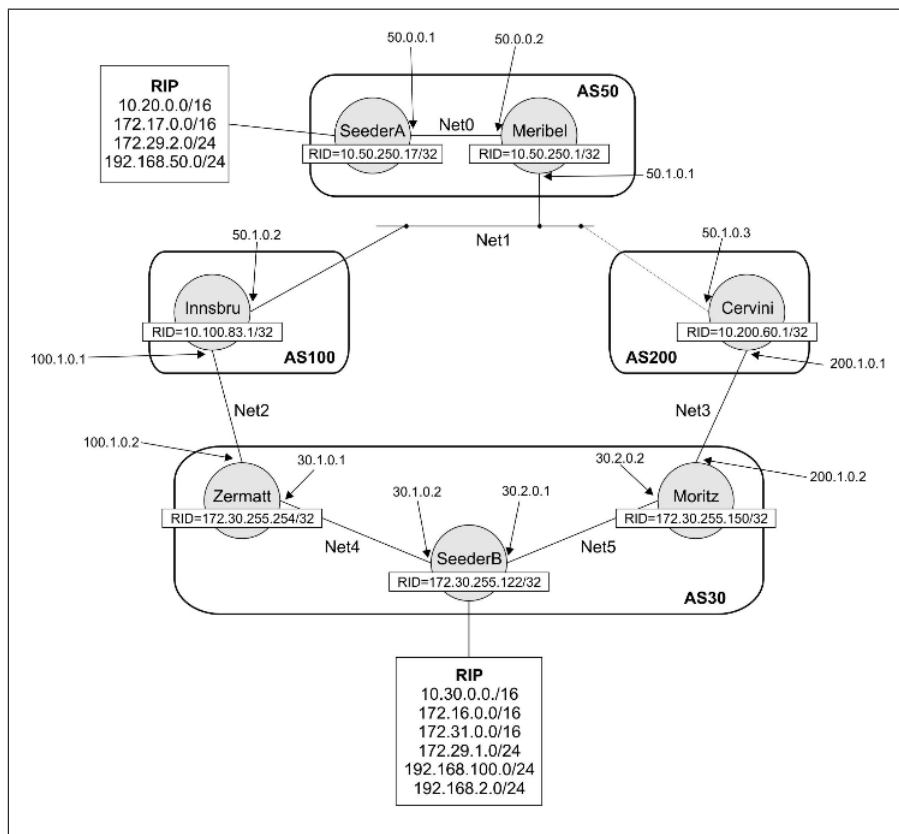 50.0.0.1
50.0.0.2
RIP
10.20.0.0/16
172.17.0.0/16
172.29.2.0/24
192.168.50.0/24
AS50
SeederA
Net0
Meribel
RID=10.50.250.17/32
RID=10.50.250.1/32
50.1.0.1
Net1
50.1.0.2
50.1.0.3
Innsbru
Cervini
RID=10.100.83.1/32
RID=10.200.60.1/32
100.1.0.1
AS100
AS200
200.1.0.1
Net2
Net3
100.1.0.2
30.1.0.1
30.2.0.2
200.1.0.2
Zermatt
30.1.0.2
30.2.0.1
Moritz
RID=172.30.255.254/32
RID=172.30.255.150/32
Net4
Net5
SeederB
RID=172.30.255.122/32
AS30
RIP
10.30.0.0./16
172.16.0.0/16
172.31.0.0/16
172.29.1.0/24
192.168.100.0/24
192.168.2.0/24